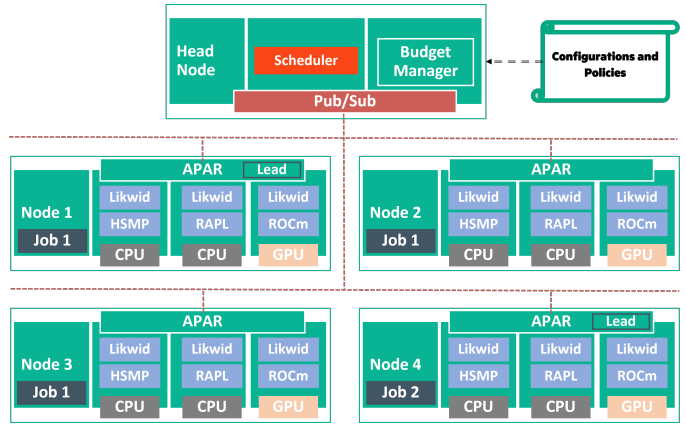 Head
Node
Scheduler
Budget
Manager
Pub/Sub
Configurations and
Policies
APAR
Lead
Node 1
Job 1
Likwid
Likwid
Likwid
HSMP
RAPL
ROCm
CPU
CPU
GPU
APAR
Node 2
Job 1
Likwid
Likwid
Likwid
HSMP
RAPL
ROCm
CPU
CPU
GPU
APAR
Node 3
Job 1
Likwid
Likwid
Likwid
HSMP
RAPL
ROCm
CPU
CPU
GPU
APAR
Lead
Node 4
Job 2
Likwid
Likwid
Likwid
HSMP
RAPL
ROCm
CPU
CPU
GPU